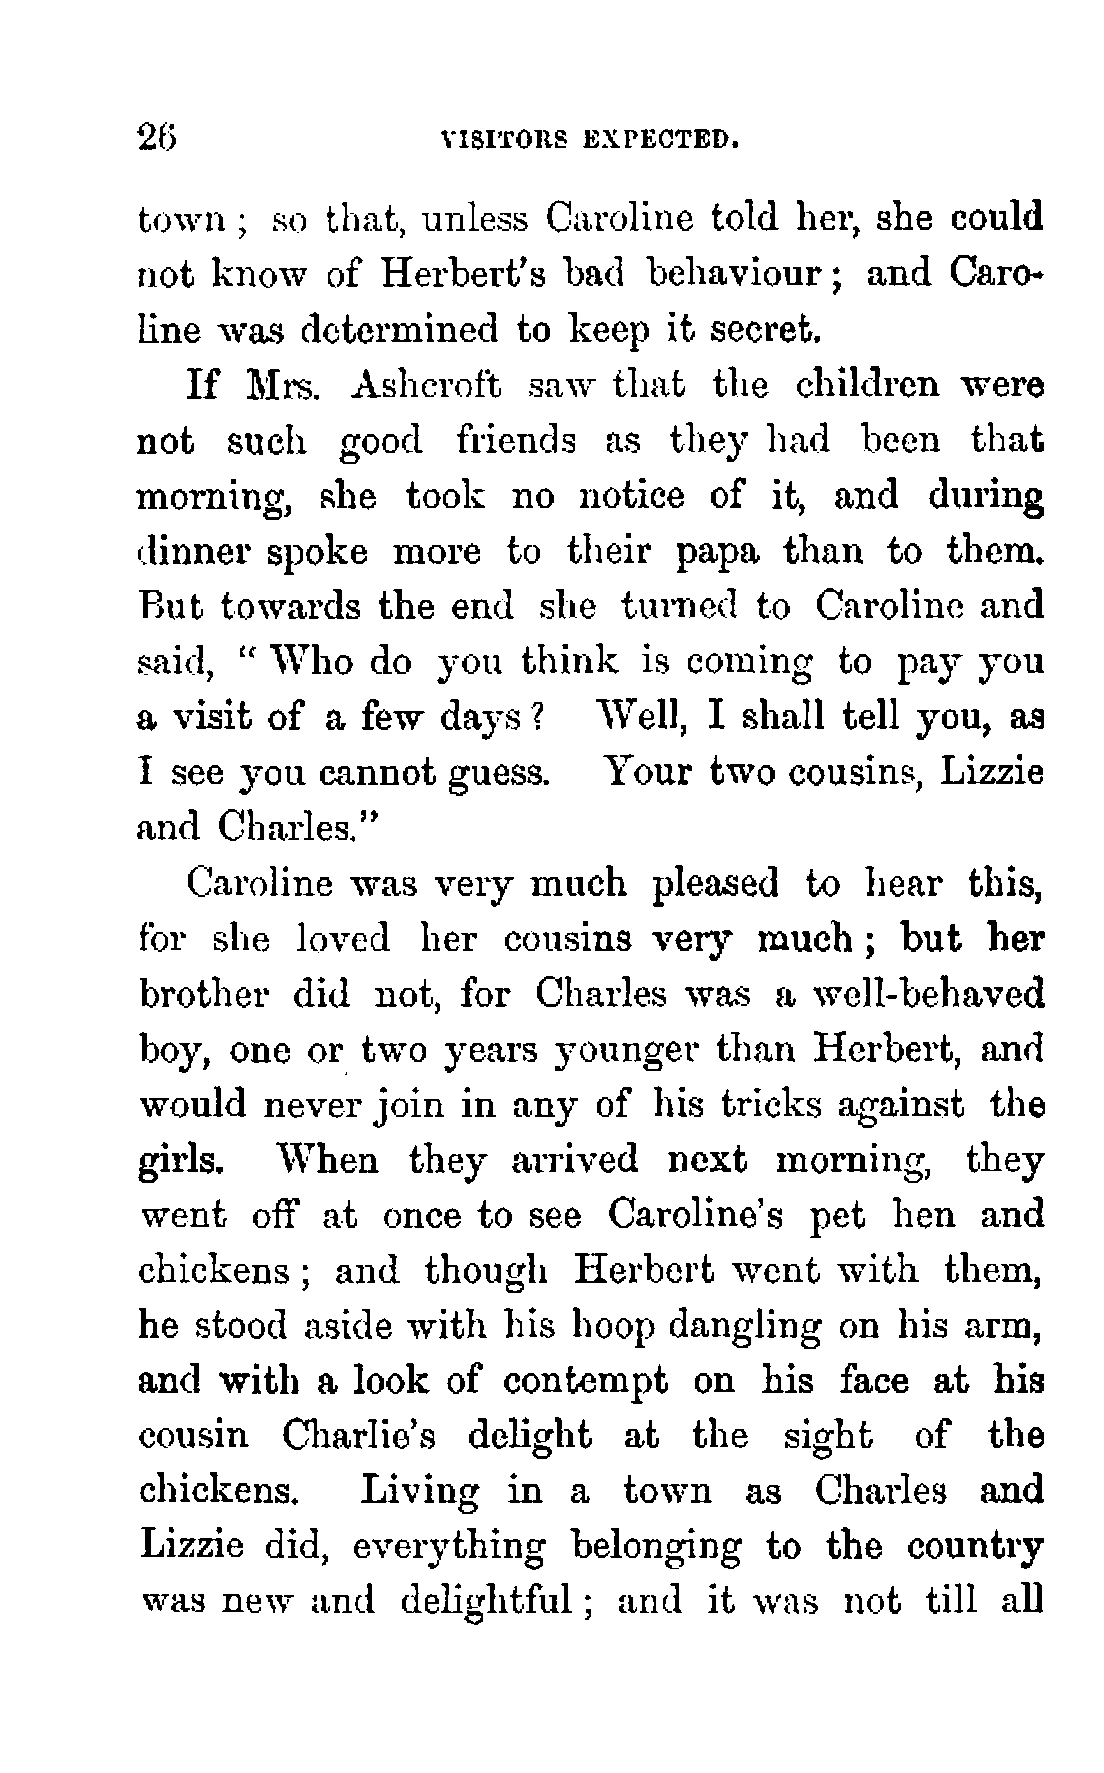 26 VISITORS EXPECTED.
town ; so that, unless Caroline told her, she could
not know of Herbert's bad behaviour ; and Caro-
line was determined to keep it secret.
If Mrs. Ashcroft saw that the children were
not such good friends as they had been that
morning, she took no notice of it, and during
dinner spoke more to their papa than to them.
But towards the end she turned to Caroline and
said, “ Who do you think is coming to pay you
a visit of a few days ? Well, I shall tell you, as
I see you cannot guess. Your two cousins, Lizzie
and Charles.”
Caroline was very much pleased to hear this,
for she loved her cousins very much ; but her
brother did not, for Charles was a well-behaved
boy, one or two years younger than Herbert, and
would never join in any of his tricks against the
girls. When they arrived next morning, they
went off at once to see Caroline's pet hen and
chickens ; and though Herbert went with them,
he stood aside with his hoop dangling on his arm,
and with a look of contempt on his face at his
cousin Charlie's delight at the sight of the
chickens. Living in a town as Charles and
Lizzie did, everything belonging to the country
was new and delightful ; and it was not till all